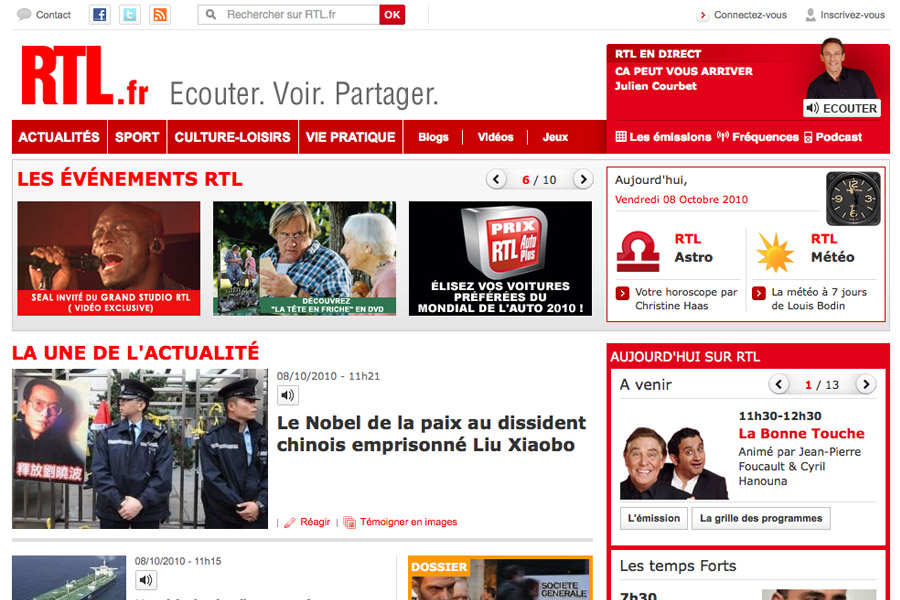 Contact
Rechercher sur RTL.fr
OK
Connectez-vous
Inscrivez-vous
RTL.fr Ecouter. Voir. Partager.
RTL EN DIRECT
CA PEUT VOUS ARRIVER
Julien Courbet
ECOUTER
ACTUALITÉS SPORT CULTURE-LOISIRS VIE PRATIQUE Blogs Vidéos Jeux
Les émissions Fréquences Podcast
LES ÉVÉNEMENTS RTL
6 / 10
SEAL INVITÉ DU GRAND STUDIO RTL
( VIDÉO EXCLUSIVE)
DÉCOUVREZ
"LA TÊTE EN FRICHE" EN DVD
PRIX
RTL Auto Plus
ÉLISEZ VOS VOITURES
PRÉFÉRÉES DU
MONDIAL DE L'AUTO 2010 !
Aujourd'hui,
Vendredi 08 Octobre 2010
RTL
Astro
Votre horoscope par
Christine Haas
RTL
Météo
La météo à 7 jours
de Louis Bodin
LA UNE DE L'ACTUALITÉ
釋放劉曉波
08/10/2010 - 11h21
Le Nobel de la paix au dissident
chinois emprisonné Liu Xiaobo
Réagir
Témoigner en images
08/10/2010 - 11h15
DOSSIER
SOCIETE
GENERALE
AUJOURD'HUI SUR RTL
A venir
1 / 13
11h30-12h30
La Bonne Touche
Animé par Jean-Pierre
Foucault & Cyril
Hanouna
L'émission
La grille des programmes
Les temps Forts
7h30